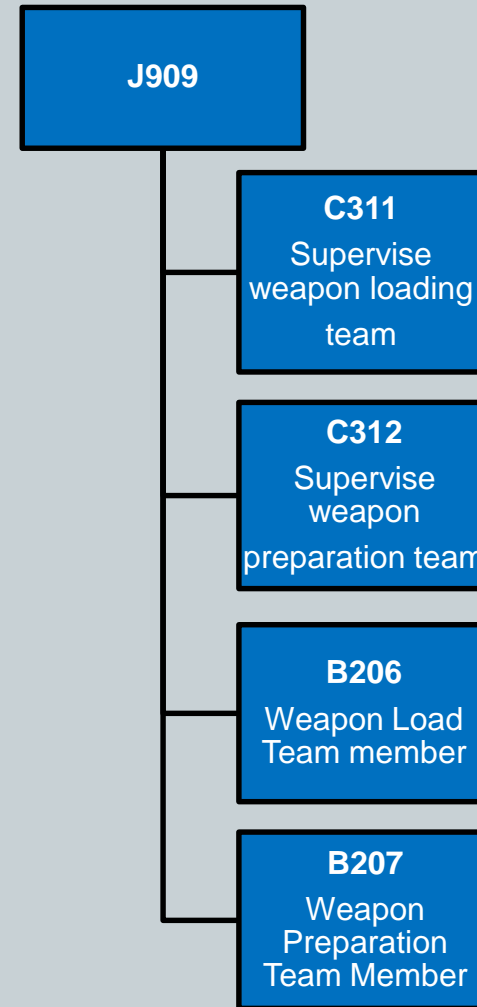 J909
C311
Supervise
weapon loading
team
C312
Supervise
weapon
preparation team
B206
Weapon Load
Team member
B207
Weapon
Preparation
Team Member